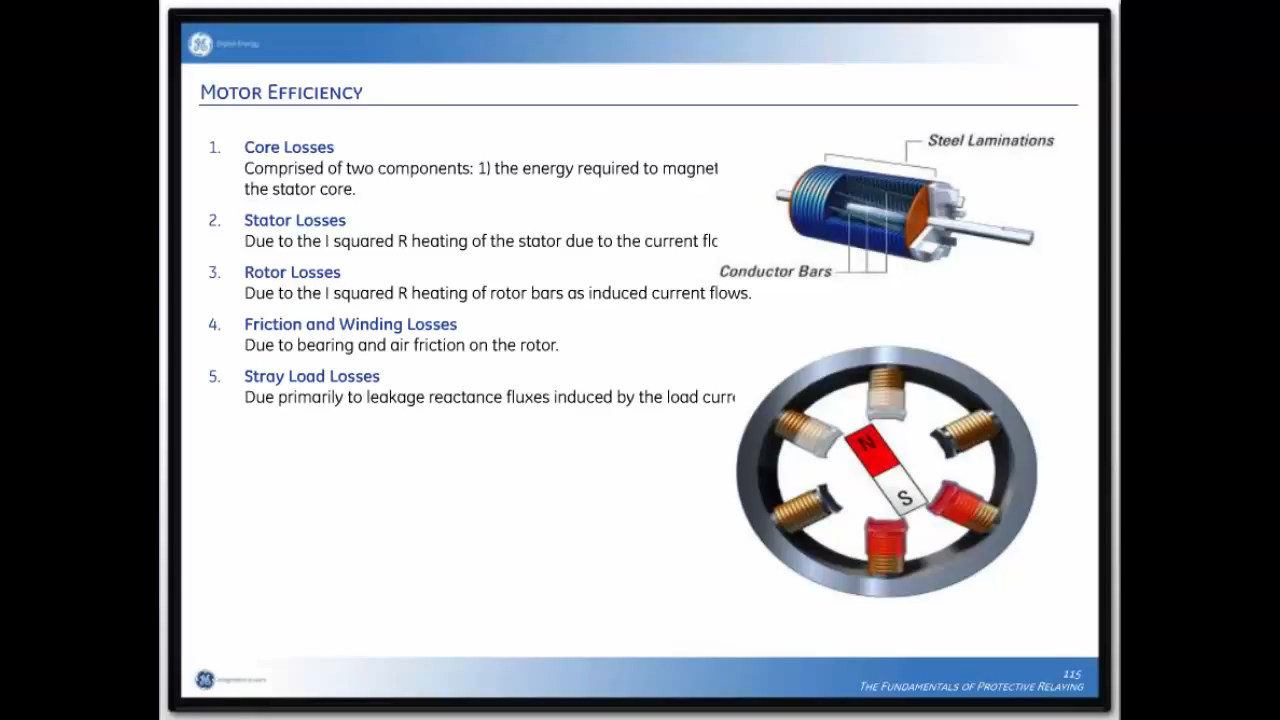 MOTOR EFFICIENCY
1. Core Losses
Comprised of two components: 1) the energy required to magnet
the stator core.
2. Stator Losses
Due to the I squared R heating of the stator due to the current flo
3. Rotor Losses
Due to the I squared R heating of rotor bars as induced current flows.
4. Friction and Winding Losses
Due to bearing and air friction on the rotor.
5. Stray Load Losses
Due primarily to leakage reactance fluxes induced by the load curre
Steel Laminations
Conductor Bars
N
S
115
THE FUNDAMENTALS OF PROTECTIVE RELAYING